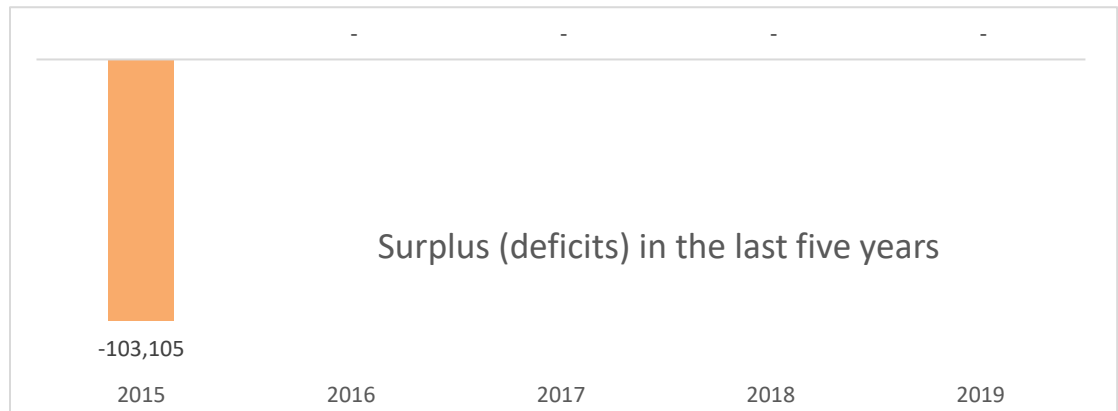 - - - -
Surplus (deficits) in the last five years
-103,105
2015 2016 2017 2018 2019